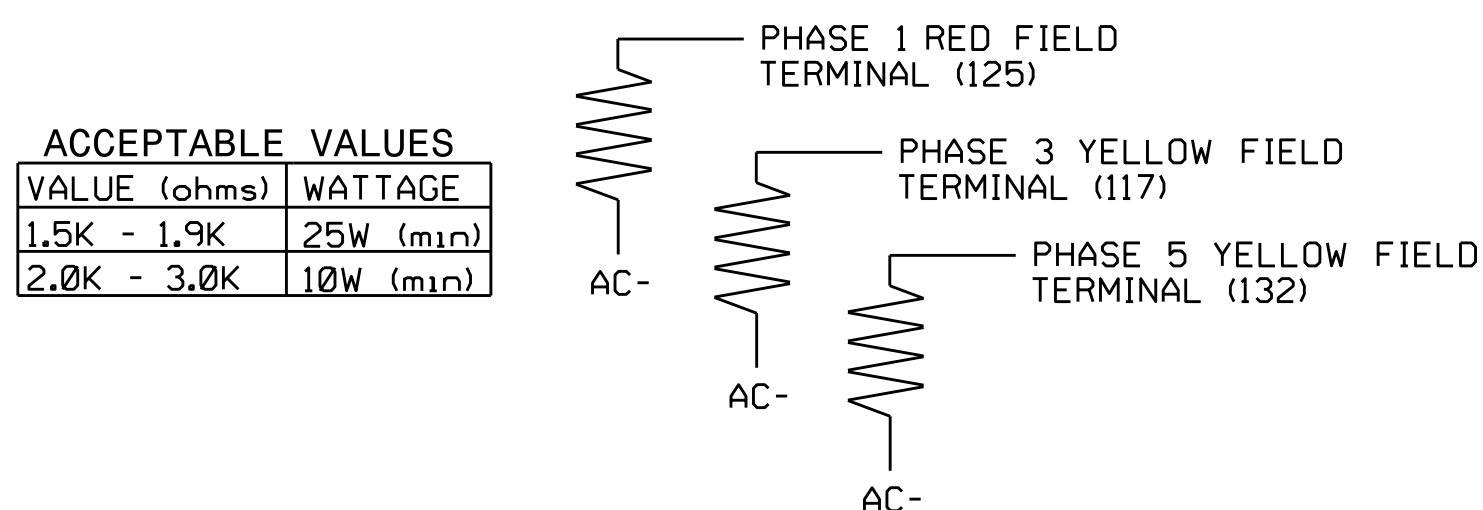 ACCEPTABLE VALUES
VALUE (ohms) WATTAGE
1.5K - 1.9K 25W (min)
2.0K - 3.0K 10W (min)
PHASE 1 RED FIELD
TERMINAL (125)
AC-
PHASE 3 YELLOW FIELD
TERMINAL (117)
AC-
PHASE 5 YELLOW FIELD
TERMINAL (132)
AC-